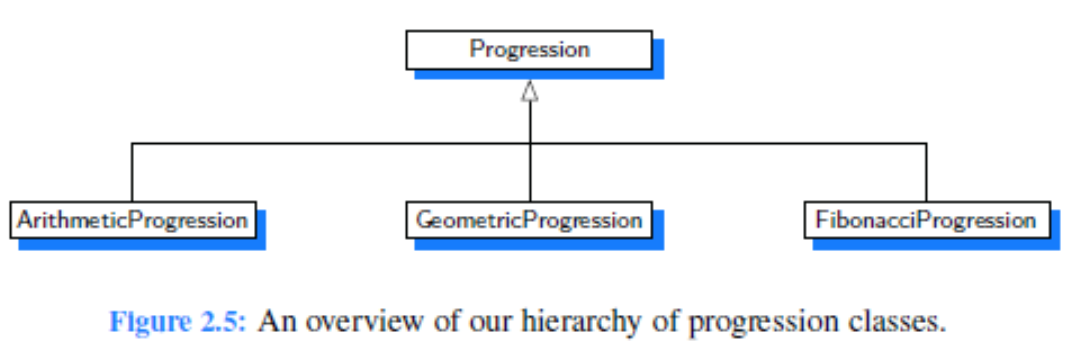 Progression
ArithmeticProgression GeometricProgression FibonacciProgression
Figure 2.5: An overview of our hierarchy of progression classes.